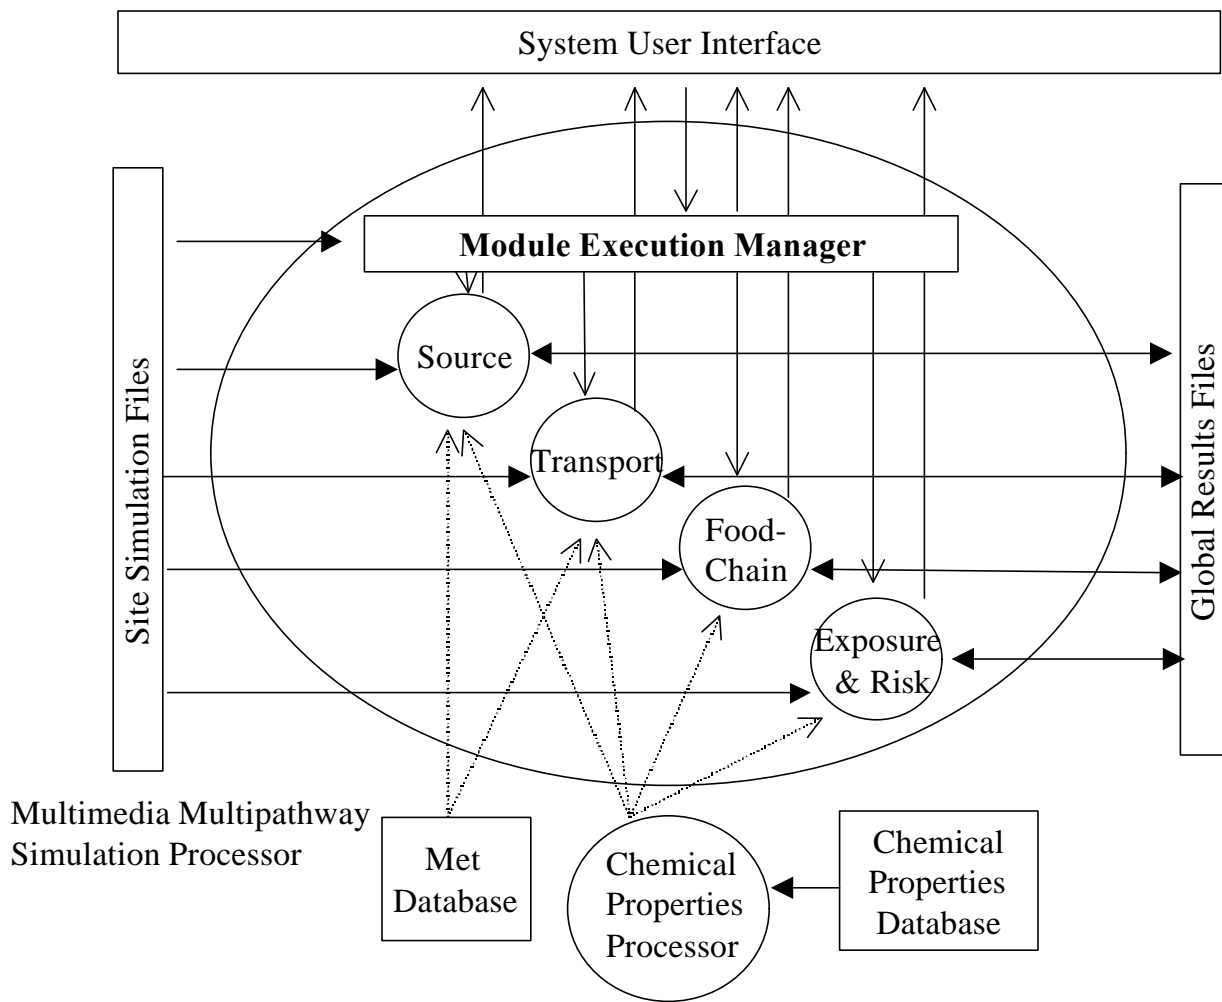 System User Interface
Module Execution Manager
Site Simulation Files
Source
Transport
Food-
Chain
Exposure
& Risk
Global Results Files
Multimedia Multipathway
Simulation Processor
Met
Database
Chemical
Properties
Processor
Chemical
Properties
Database